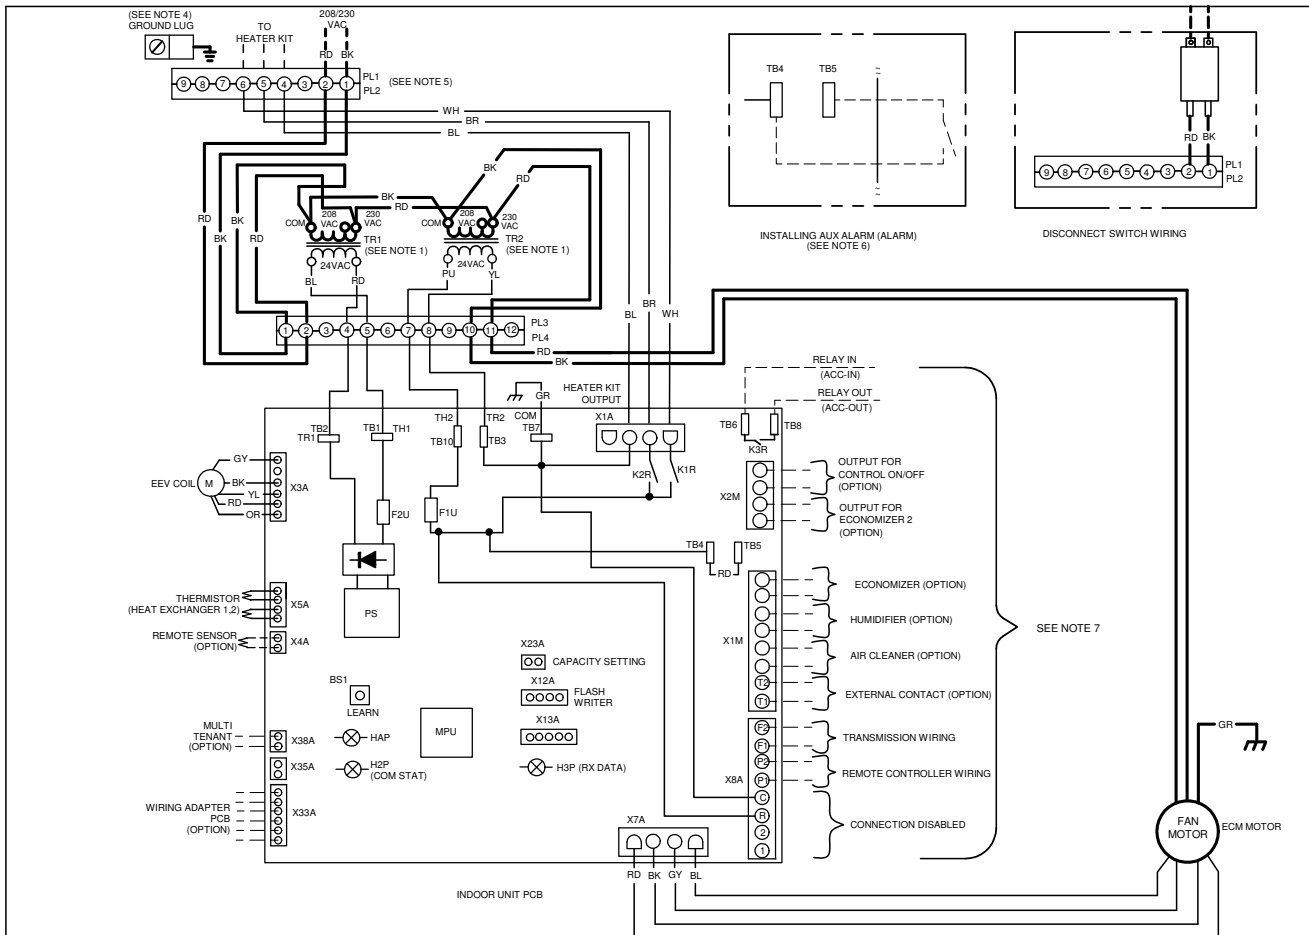 (SEE NOTE 4)
GROUND LUG
TO
HEATER KIT
208/230
VAC
RD BK
9 8 7 6 5 4 3 2 1
PL1
PL2
(SEE NOTE 5)
WH
BR
BL
RD
BK
BK
RD
BK
RD
BK
RD
COM
208
VAC
230
VAC
TR1
(SEE NOTE 1)
24VAC
BL
RD
COM
208
VAC
230
VAC
TR2
(SEE NOTE 1)
24VAC
PU
YL
BL
BR
WH
1 2 3 4 5 6 7 8 9 10 11 12
PL3
PL4
RD
BK
TB4
TB5
INSTALLING AUX ALARM (ALARM)
(SEE NOTE 6)
RD BK
9 8 7 6 5 4 3 2 1
PL1
PL2
DISCONNECT SWITCH WIRING
RELAY IN
(ACC-IN)
RELAY OUT
(ACC-OUT)
TB6
TB8
K3R
HEATER KIT
OUTPUT
X1A
GR
COM
TB7
TB2
TR1
TB1
TH1
TH2
TB10
TR2
TB3
K2R
K1R
EEV COIL
M
GY
BK
YL
RD
OR
X3A
F2U
F1U
PS
X2M
OUTPUT FOR
CONTROL ON/OFF
(OPTION)
OUTPUT FOR
ECONOMIZER 2
(OPTION)
TB4
TB5
RD
THERMISTOR
(HEAT EXCHANGER 1,2)
X5A
REMOTE SENSOR
(OPTION)
X4A
X1M
ECONOMIZER (OPTION)
HUMIDIFIER (OPTION)
AIR CLEANER (OPTION)
T2
T1
EXTERNAL CONTACT (OPTION)
SEE NOTE 7
X23A
CAPACITY SETTING
X12A
FLASH
WRITER
X13A
H3P (RX DATA)
BS1
LEARN
MPU
HAP
H2P
(COM STAT)
MULTI
TENANT
(OPTION)
X38A
X35A
WIRING ADAPTER
PCB
(OPTION)
X33A
X8A
F2
F1
P2
P1
C
R
2
1
TRANSMISSION WIRING
REMOTE CONTROLLER WIRING
CONNECTION DISABLED
GR
FAN
MOTOR
ECM MOTOR
X7A
RD BK GY BL
INDOOR UNIT PCB